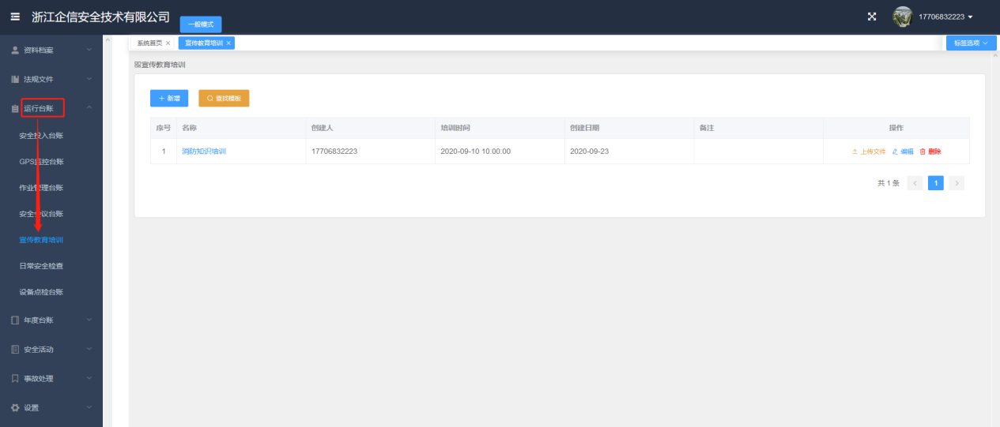 浙江企信安全技术有限公司
一般模式
17706832223
资料档案
法规文件
运行台账
安全投入台账
GPS监控台账
作业管理台账
安全会议台账
宣传教育培训
日常安全检查
设备点检台账
年度台账
安全活动
事故处理
设置
系统首页 ×
宣传教育培训 ×
标签选项
宣传教育培训
+ 新增
查找模板
序号 名称 创建人 培训时间 创建日期 备注 操作
1 消防知识培训 17706832223 2020-09-10 10:00:00 2020-09-23 上传文件 编辑 删除
共 1 条 < 1 >